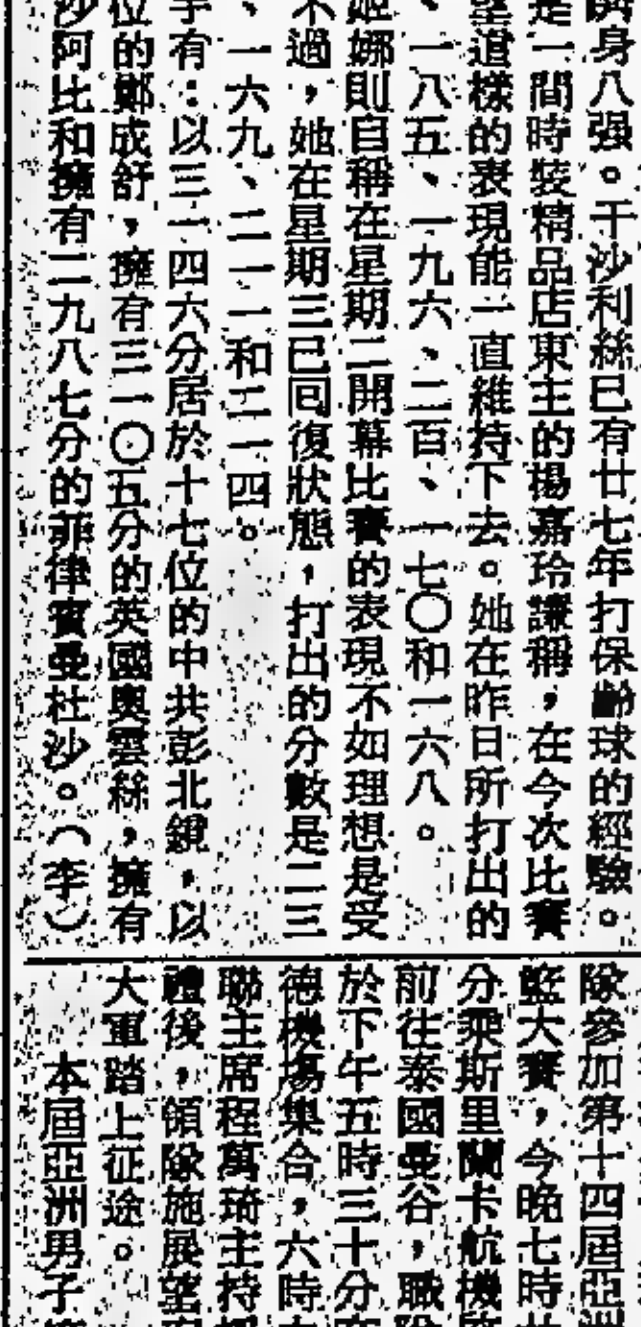 身八强。干沙利絲已有廿七年打保齡球的經驗。
是一間時裝精品店東主的楊嘉玲謙稱，在今次比賽
望這樣的表現能一直維持下去。她在昨日所打出的
、一八五、一九六、二百、一七〇和一六八。
姬娜則自稱在星期二開幕比賽的表現不如理想是受
不過，她在星期三已回復狀態，打出的分數是二三
、一六九、二一一和二一四。
手有：以三一四六分居於十七位的中共彭北鏡，以
位的鄭成舒，擁有三一〇五分的英國奧雲絲，擁有
沙阿比和擁有二九八七分的菲律賓曼杜沙。（李）
隊參加第十四屆亞洲
籃大賽，今晚七時
分乘斯里蘭卡航機
前往泰國曼谷，職
於下午五時三十分
德機場集合，六時
聯主席程萬琦主持
禮後，領隊施展望
大軍踏上征途。
本屆亞洲男子